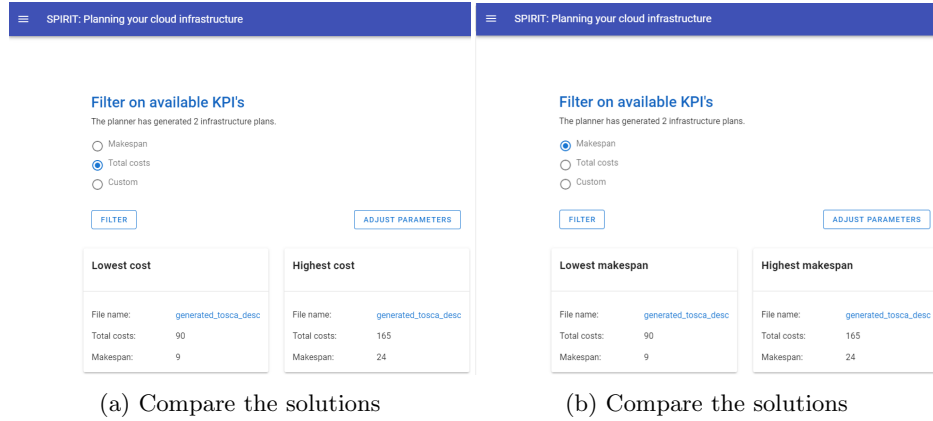 SPIRIT: Planning your cloud infrastructure
Filter on available KPI's
The planner has generated 2 infrastructure plans.
Makespan
Total costs
Custom
FILTER
ADJUST PARAMETERS
Lowest cost
File name: generated_tosca_desc
Total costs: 90
Makespan: 9
Highest cost
File name: generated_tosca_desc
Total costs: 165
Makespan: 24
(a) Compare the solutions
SPIRIT: Planning your cloud infrastructure
Filter on available KPI's
The planner has generated 2 infrastructure plans.
Makespan
Total costs
Custom
FILTER
ADJUST PARAMETERS
Lowest makespan
File name: generated_tosca_desc
Total costs: 90
Makespan: 9
Highest makespan
File name: generated_tosca_desc
Total costs: 165
Makespan: 24
(b) Compare the solutions